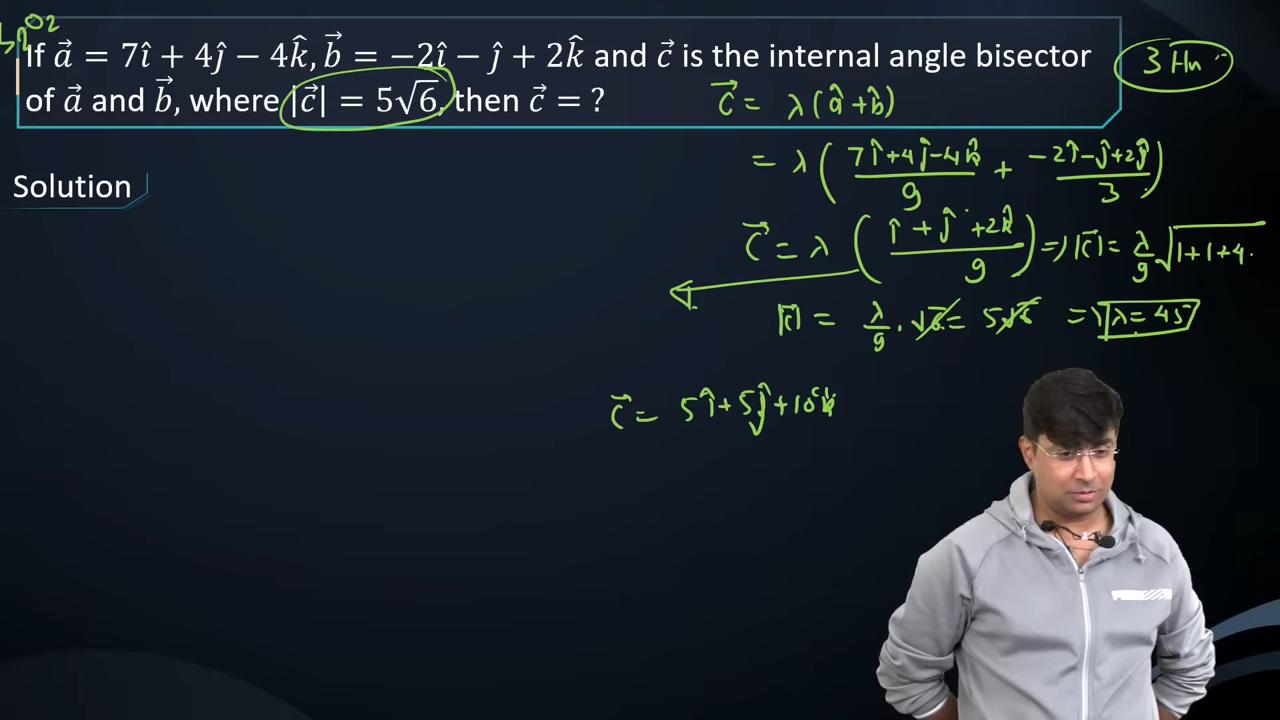 If a⃗ = 7î + 4ĵ − 4k̂, b⃗ = −2î − ĵ + 2k̂ and c⃗ is the internal angle bisector
of a⃗ and b⃗, where |c⃗| = 5√6, then c⃗ = ?
3 Hn
c⃗ = λ(â + b̂)
= λ( (7î+4ĵ−4k̂)/9 + (−2î−ĵ+2ĵ)/3 )
Solution
c⃗ = λ ( (î + ĵ + 2k̂)/9 ) ⇒ |c⃗| = λ/9 √(1+1+4)
|c⃗| = λ/9 · √6 = 5√6 ⇒ λ = 45
c⃗ = 5î + 5ĵ + 10k̂